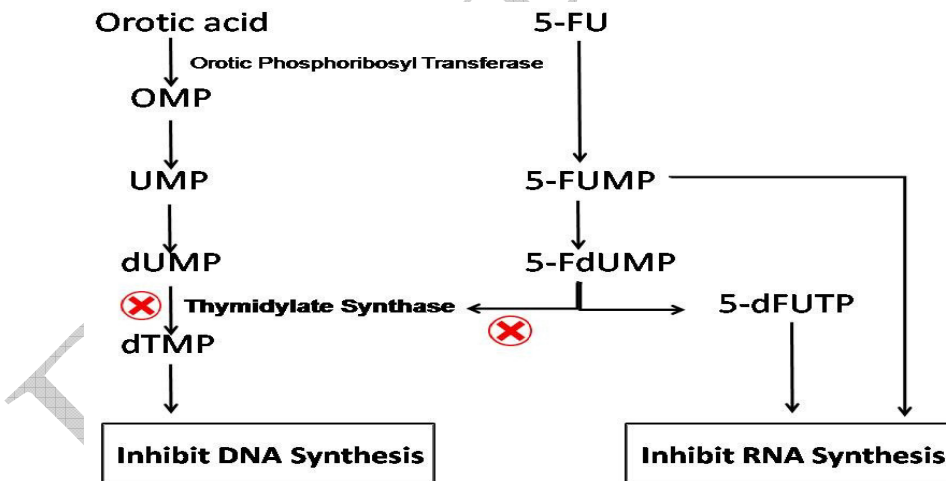 Orotic acid
5-FU
Orotic Phosphoribosyl Transferase
OMP
UMP
5-FUMP
dUMP
5-FdUMP
Thymidylate Synthase
5-dFUTP
dTMP
Inhibit DNA Synthesis
Inhibit RNA Synthesis